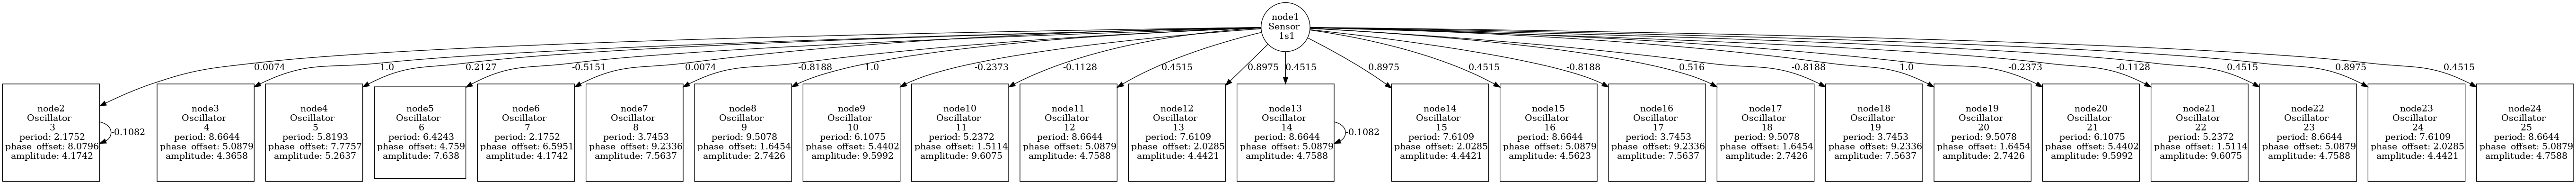 node1
Sensor
1s1
0.0074
1.0
0.2127
-0.5151
0.0074
-0.8188
1.0
-0.2373
-0.1128
0.4515
0.8975
0.4515
0.8975
0.4515
-0.8188
0.516
-0.8188
1.0
-0.2373
-0.1128
0.4515
0.8975
0.4515
node2
Oscillator
3
period: 2.1752
phase_offset: 8.0796
amplitude: 4.1742
-0.1082
node3
Oscillator
4
period: 8.6644
phase_offset: 5.0879
amplitude: 4.3658
node4
Oscillator
5
period: 5.8193
phase_offset: 7.7757
amplitude: 5.2637
node5
Oscillator
6
period: 6.4243
phase_offset: 4.759
amplitude: 7.638
node6
Oscillator
7
period: 2.1752
phase_offset: 6.5951
amplitude: 4.1742
node7
Oscillator
8
period: 3.7453
phase_offset: 9.2336
amplitude: 7.5637
node8
Oscillator
9
period: 9.5078
phase_offset: 1.6454
amplitude: 2.7426
node9
Oscillator
10
period: 6.1075
phase_offset: 5.4402
amplitude: 9.5992
node10
Oscillator
11
period: 5.2372
phase_offset: 1.5114
amplitude: 9.6075
node11
Oscillator
12
period: 8.6644
phase_offset: 5.0879
amplitude: 4.7588
node12
Oscillator
13
period: 7.6109
phase_offset: 2.0285
amplitude: 4.4421
node13
Oscillator
14
period: 8.6644
phase_offset: 5.0879
amplitude: 4.7588
-0.1082
node14
Oscillator
15
period: 7.6109
phase_offset: 2.0285
amplitude: 4.4421
node15
Oscillator
16
period: 8.6644
phase_offset: 5.0879
amplitude: 4.5623
node16
Oscillator
17
period: 3.7453
phase_offset: 9.2336
amplitude: 7.5637
node17
Oscillator
18
period: 9.5078
phase_offset: 1.6454
amplitude: 2.7426
node18
Oscillator
19
period: 3.7453
phase_offset: 9.2336
amplitude: 7.5637
node19
Oscillator
20
period: 9.5078
phase_offset: 1.6454
amplitude: 2.7426
node20
Oscillator
21
period: 6.1075
phase_offset: 5.4402
amplitude: 9.5992
node21
Oscillator
22
period: 5.2372
phase_offset: 1.5114
amplitude: 9.6075
node22
Oscillator
23
period: 8.6644
phase_offset: 5.0879
amplitude: 4.7588
node23
Oscillator
24
period: 7.6109
phase_offset: 2.0285
amplitude: 4.4421
node24
Oscillator
25
period: 8.6644
phase_offset: 5.0879
amplitude: 4.7588